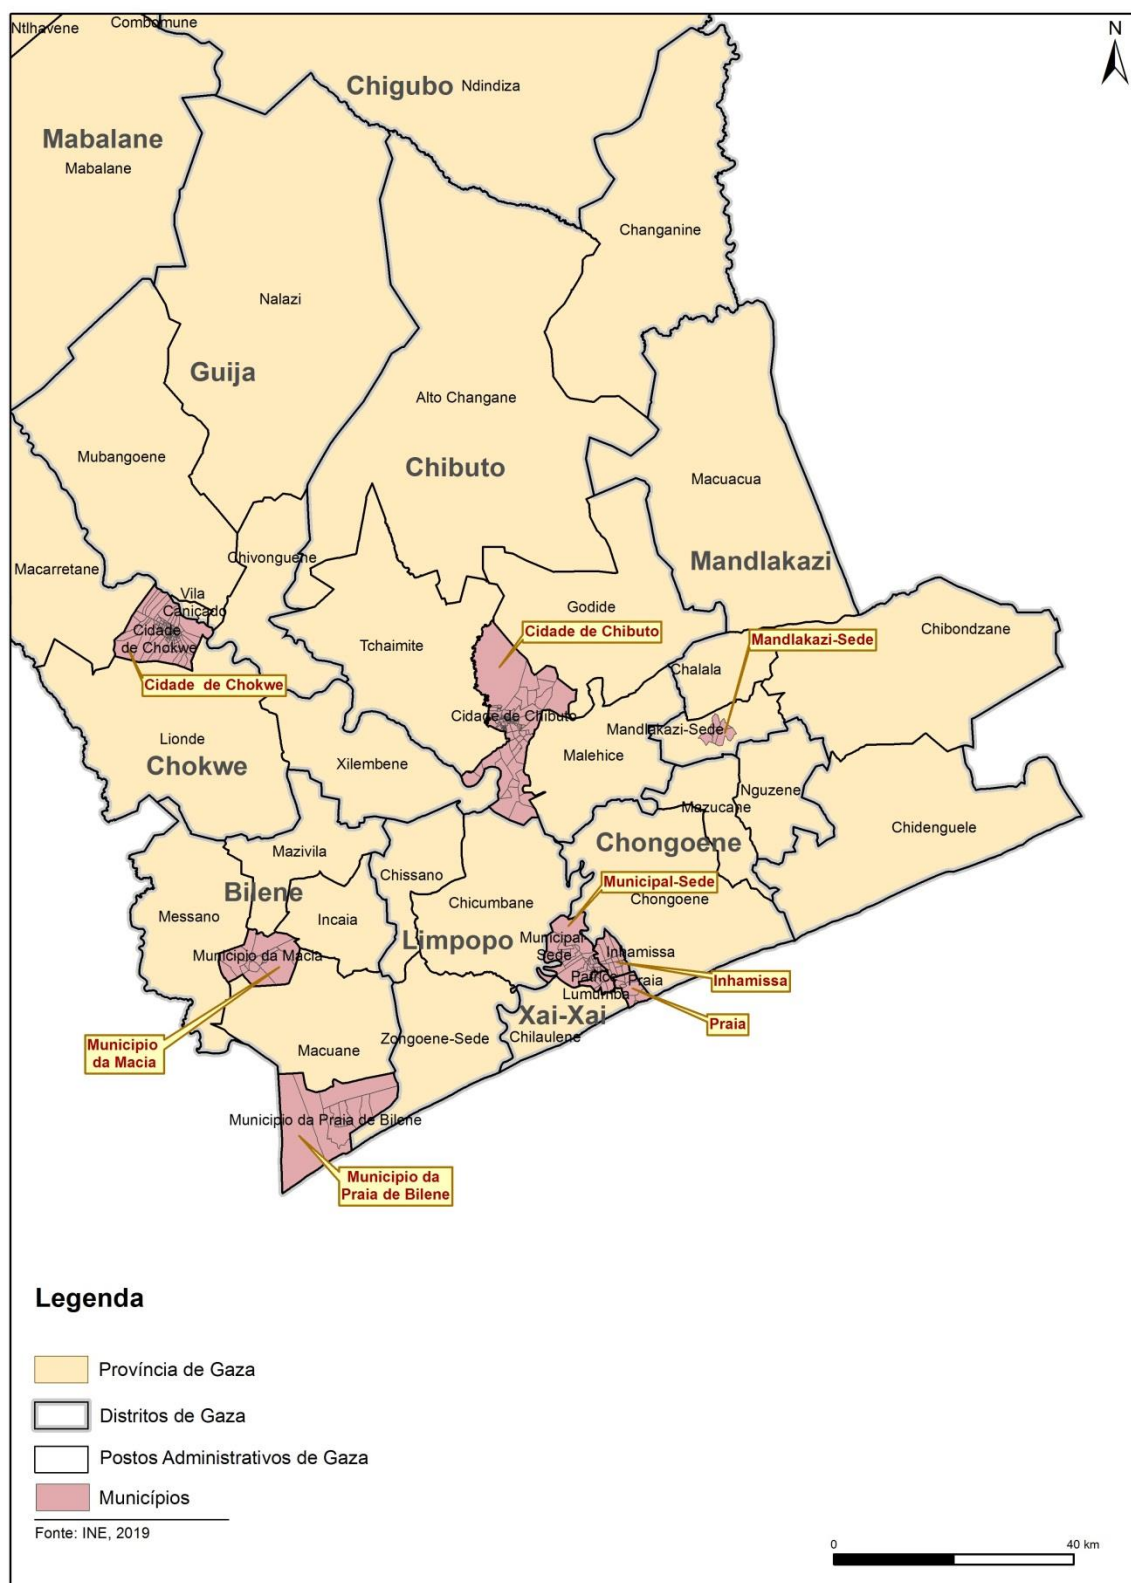 Ntlhavene
Combomune
N
Chigubo
Ndindiza
Mabalane
Mabalane
Changanine
Nalazi
Guija
Alto Changane
Mubangoene
Chibuto
Macuacua
Macarretane
Chivonguene
Mandlakazi
Vila
Caniçado
Godide
Cidade
de Chokwe
Cidade de Chibuto
Mandlakazi-Sede
Chibondzane
Tchaimite
Chalala
Cidade de Chokwe
Cidade de Chibuto
Mandlakazi-Sede
Lionde
Chokwe
Xilembene
Malehice
Nguzene
Mazucane
Chidenguele
Mazivila
Chongoene
Chissano
Bilene
Municipal-Sede
Messano
Incaia
Chicumbane
Chongoene
Limpopo
Municipal
Sede
Municipio da Macia
Inhamissa
Patrice
Lumumba
Praia
Inhamissa
Xai-Xai
Praia
Municipio
da Macia
Macuane
Zongoene-Sede
Chilaulene
Municipio da Praia de Bilene
Municipio da
Praia de Bilene
Legenda
Província de Gaza
Distritos de Gaza
Postos Administrativos de Gaza
Municípios
Fonte: INE, 2019
0
40 km